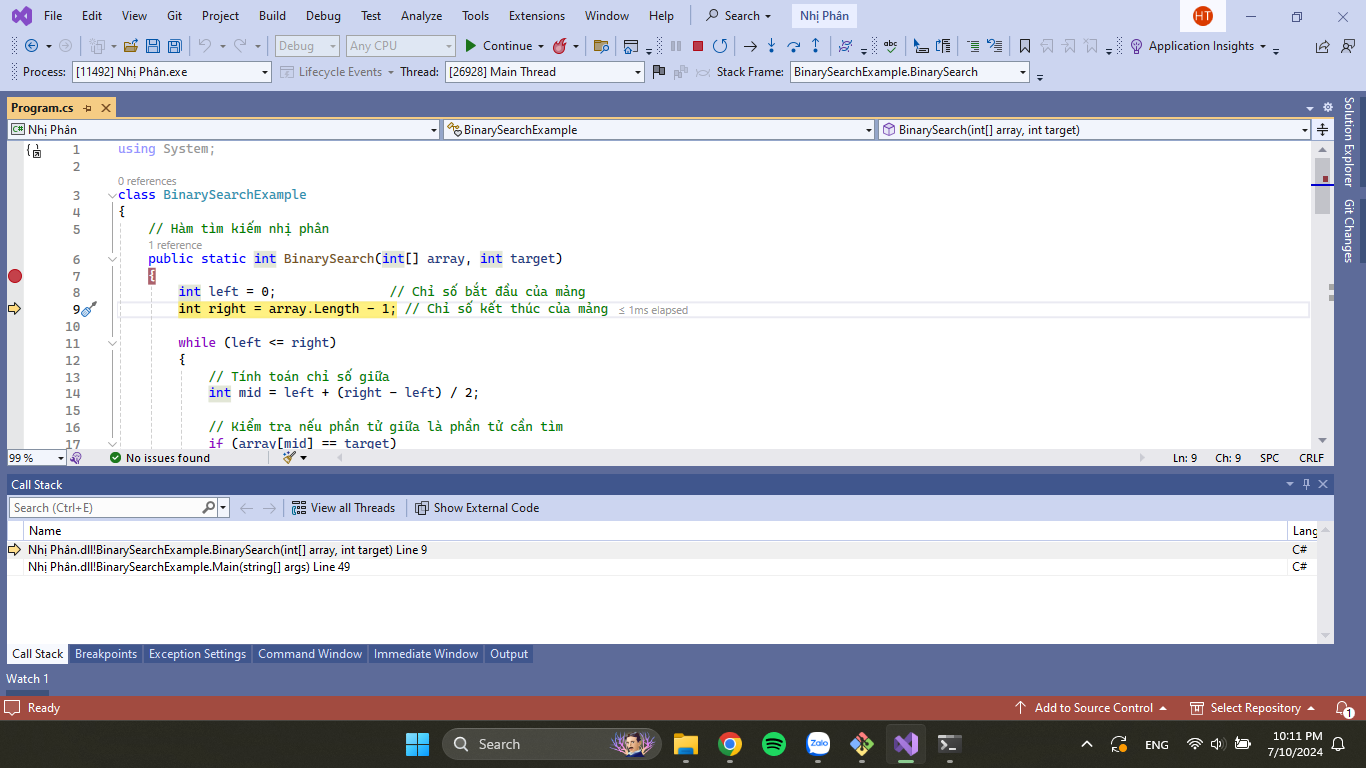 File Edit View Git Project Build Debug Test Analyze Tools Extensions Window Help Search Nhị Phân HT
Debug Any CPU Continue abc Application Insights
Process: [11492] Nhị Phân.exe Lifecycle Events Thread: [26928] Main Thread Stack Frame: BinarySearchExample.BinarySearch
Program.cs
C# Nhị Phân BinarySearchExample BinarySearch(int[] array, int target)
Solution Explorer
Git Changes
1 using System;
2
0 references
3 class BinarySearchExample
4 {
5 // Hàm tìm kiếm nhị phân
1 reference
6 public static int BinarySearch(int[] array, int target)
7 {
8 int left = 0; // Chỉ số bắt đầu của mảng
9 int right = array.Length - 1; // Chỉ số kết thúc của mảng ≤ 1ms elapsed
10
11 while (left <= right)
12 {
13 // Tính toán chỉ số giữa
14 int mid = left + (right - left) / 2;
15
16 // Kiểm tra nếu phần tử giữa là phần tử cần tìm
17 if (array[mid] == target)
99 % No issues found Ln: 9 Ch: 9 SPC CRLF
Call Stack
Search (Ctrl+E) View all Threads Show External Code
Name Lang
Nhị Phân.dll!BinarySearchExample.BinarySearch(int[] array, int target) Line 9 C#
Nhị Phân.dll!BinarySearchExample.Main(string[] args) Line 49 C#
Call Stack Breakpoints Exception Settings Command Window Immediate Window Output
Watch 1
Ready Add to Source Control Select Repository 1
Search Zalo ENG 10:11 PM
7/10/2024